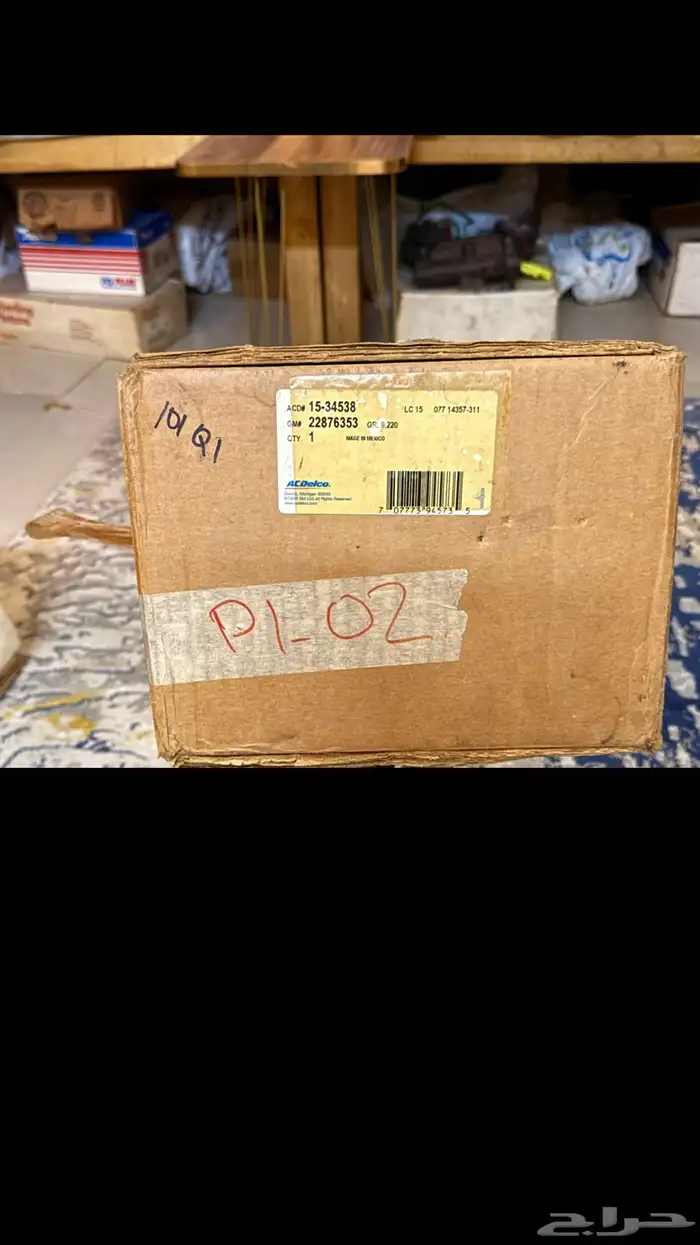 101 Q1
ACD# 15-34538 LC 15 077 14357-311
GM# 22876353 GR. 9.220
QTY. 1 MADE IN MEXICO
ACDelco.
7 07773 94573 5
P1-02
حراج